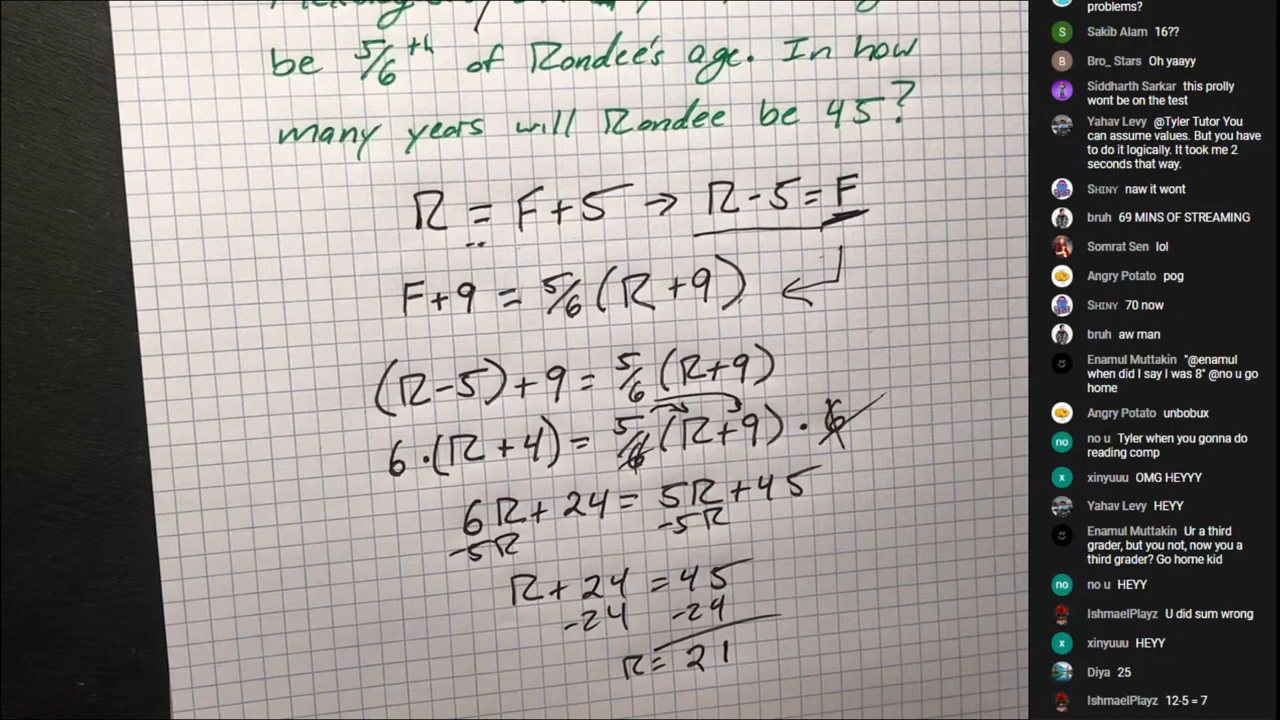 be 5/6th of Rondee's age. In how
many years will Rondee be 45?
R = F+5 → R-5=F
F+9 = 5/6 (R+9)
(R-5)+9 = 5/6 (R+9)
6·(R+4) = 5/6 (R+9) · 6
6R+24 = 5R+45
-5R -5R
R+24 = 45
-24 -24
R= 21
problems?
S Sakib Alam 16??
B Bro_ Stars Oh yaayy
Siddharth Sarkar this prolly
wont be on the test
Yahav Levy @Tyler Tutor You
can assume values. But you have
to do it logically. It took me 2
seconds that way.
SHINY naw it wont
bruh 69 MINS OF STREAMING
Somrat Sen lol
Angry Potato pog
SHINY 70 now
bruh aw man
Enamul Muttakin "@enamul
when did I say I was 8" @no u go
home
Angry Potato unbobux
no no u Tyler when you gonna do
reading comp
x xinyuuu OMG HEYYY
Yahav Levy HEYY
Enamul Muttakin Ur a third
grader, but you not, now you a
third grader? Go home kid
no no u HEYY
IshmaelPlayz U did sum wrong
x xinyuuu HEYY
Diya 25
IshmaelPlayz 12-5 = 7